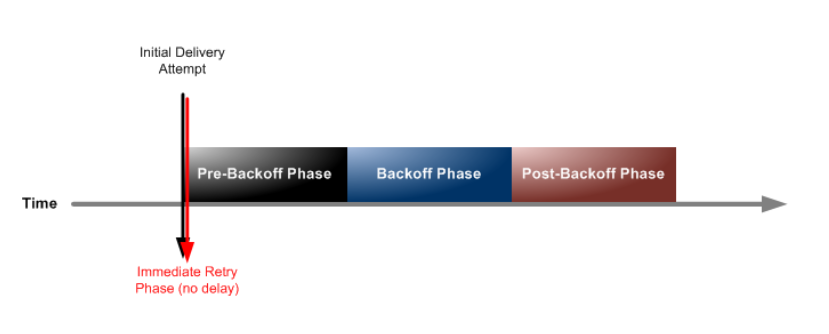 Initial Delivery
Attempt
Pre-Backoff Phase
Backoff Phase
Post-Backoff Phase
Time
Immediate Retry
Phase (no delay)